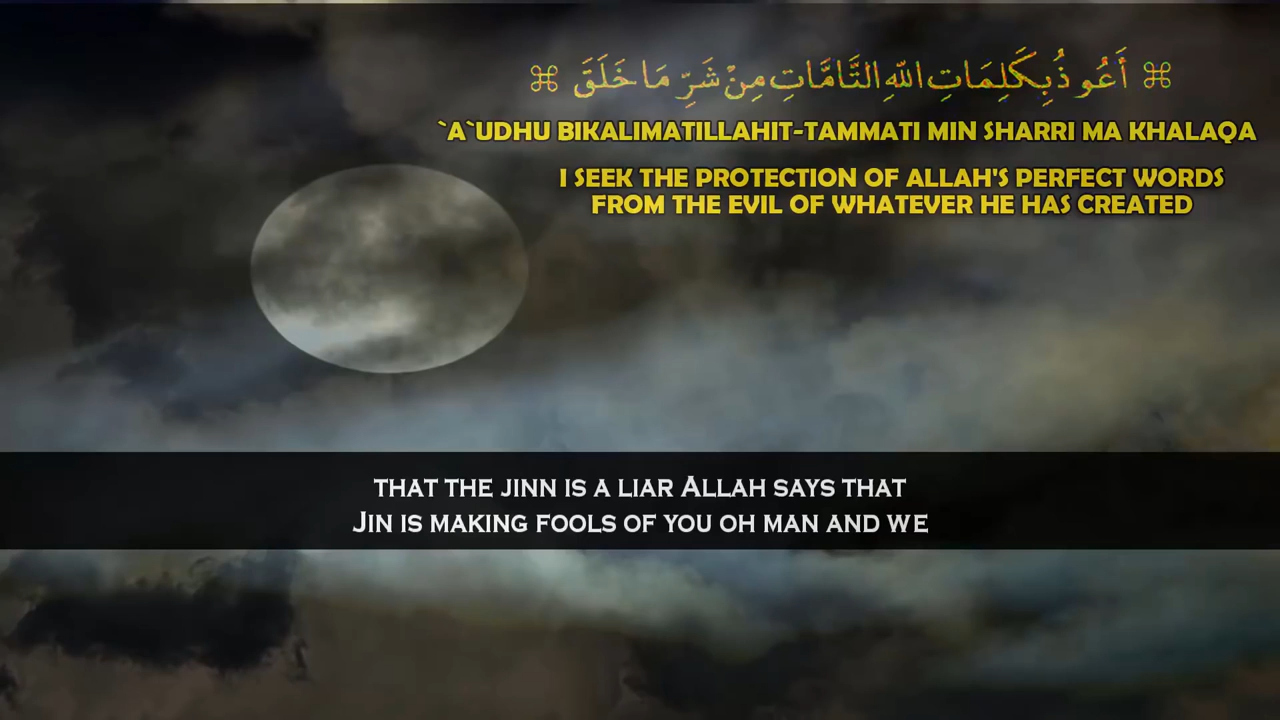 ⌘ أَعُوذُ بِكَلِمَاتِ اللّٰهِ التَّامَّاتِ مِنْ شَرِّ مَا خَلَقَ ⌘
`A`UDHU BIKALIMATILLAHIT-TAMMATI MIN SHARRI MA KHALAQA
I SEEK THE PROTECTION OF ALLAH'S PERFECT WORDS
FROM THE EVIL OF WHATEVER HE HAS CREATED
THAT THE JINN IS A LIAR ALLAH SAYS THAT
JIN IS MAKING FOOLS OF YOU OH MAN AND WE